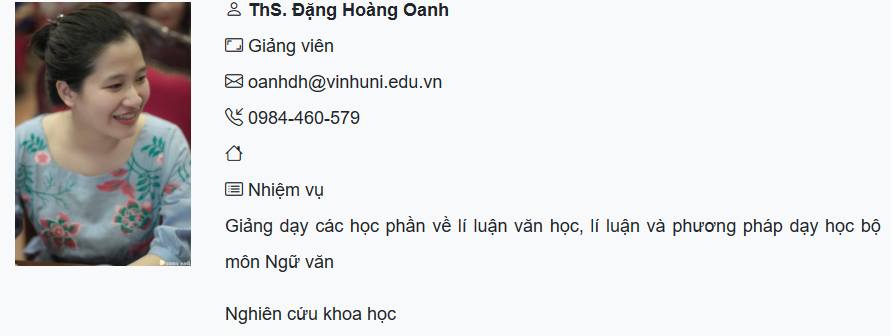 ThS. Đặng Hoàng Oanh
Giảng viên
oanhdh@vinhuni.edu.vn
0984-460-579
Nhiệm vụ
Giảng dạy các học phần về lí luận văn học, lí luận và phương pháp dạy học bộ
môn Ngữ văn
Nghiên cứu khoa học